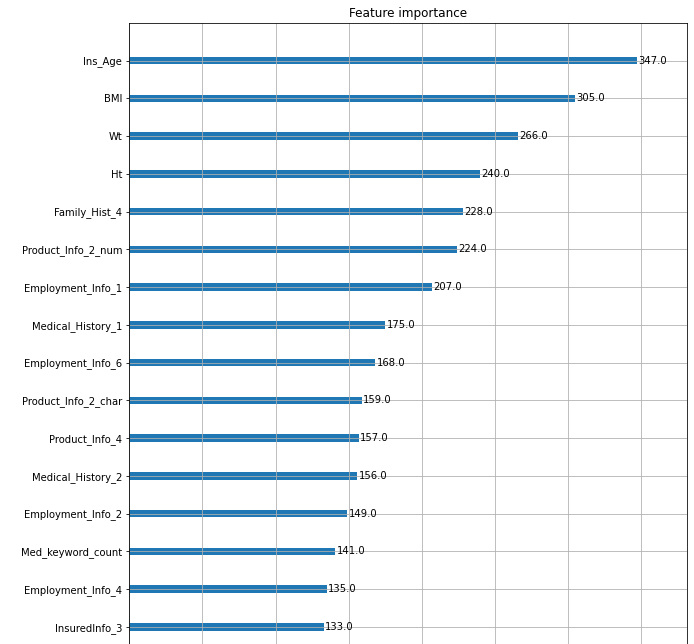 Feature importance
Ins_Age 347.0
BMI 305.0
Wt 266.0
Ht 240.0
Family_Hist_4 228.0
Product_Info_2_num 224.0
Employment_Info_1 207.0
Medical_History_1 175.0
Employment_Info_6 168.0
Product_Info_2_char 159.0
Product_Info_4 157.0
Medical_History_2 156.0
Employment_Info_2 149.0
Med_keyword_count 141.0
Employment_Info_4 135.0
InsuredInfo_3 133.0